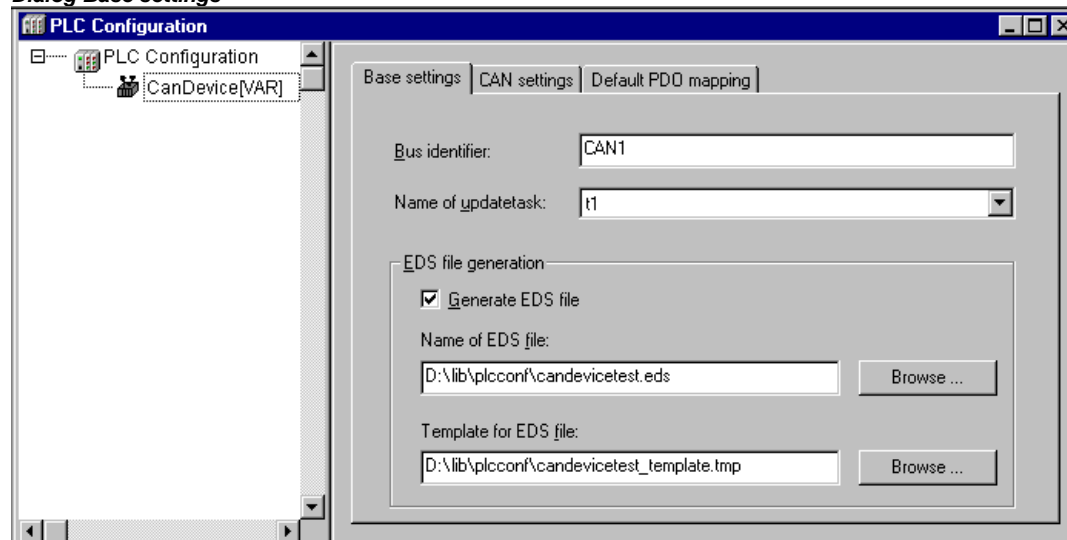 Dialog Base settings
PLC Configuration
PLC Configuration
CanDevice[VAR]
Base settings
CAN settings
Default PDO mapping
Bus identifier:
CAN1
Name of updatetask:
t1
EDS file generation
Generate EDS file
Name of EDS file:
D:\lib\plcconf\candevicetest.eds
Browse ...
Template for EDS file:
D:\lib\plcconf\candevicetest_template.tmp
Browse ...